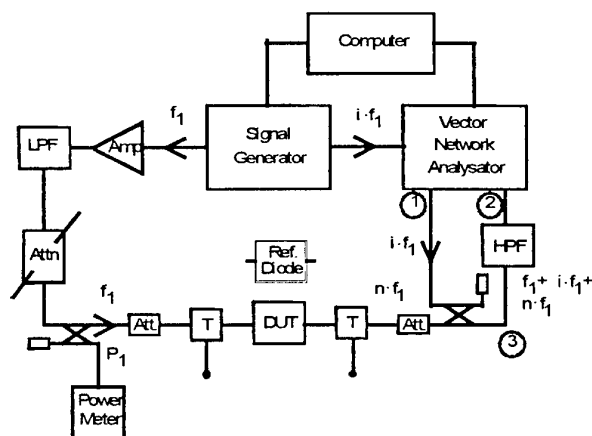 Computer
f1
i·f1
LPF
Amp
Signal
Generator
Vector
Network
Analysator
1
2
Attn
Ref.
Diode
i·f1
HPF
f1
n·f1
f1+ i·f1+
n·f1
Att.
T
DUT
T
Att.
3
P1
Power
Meter